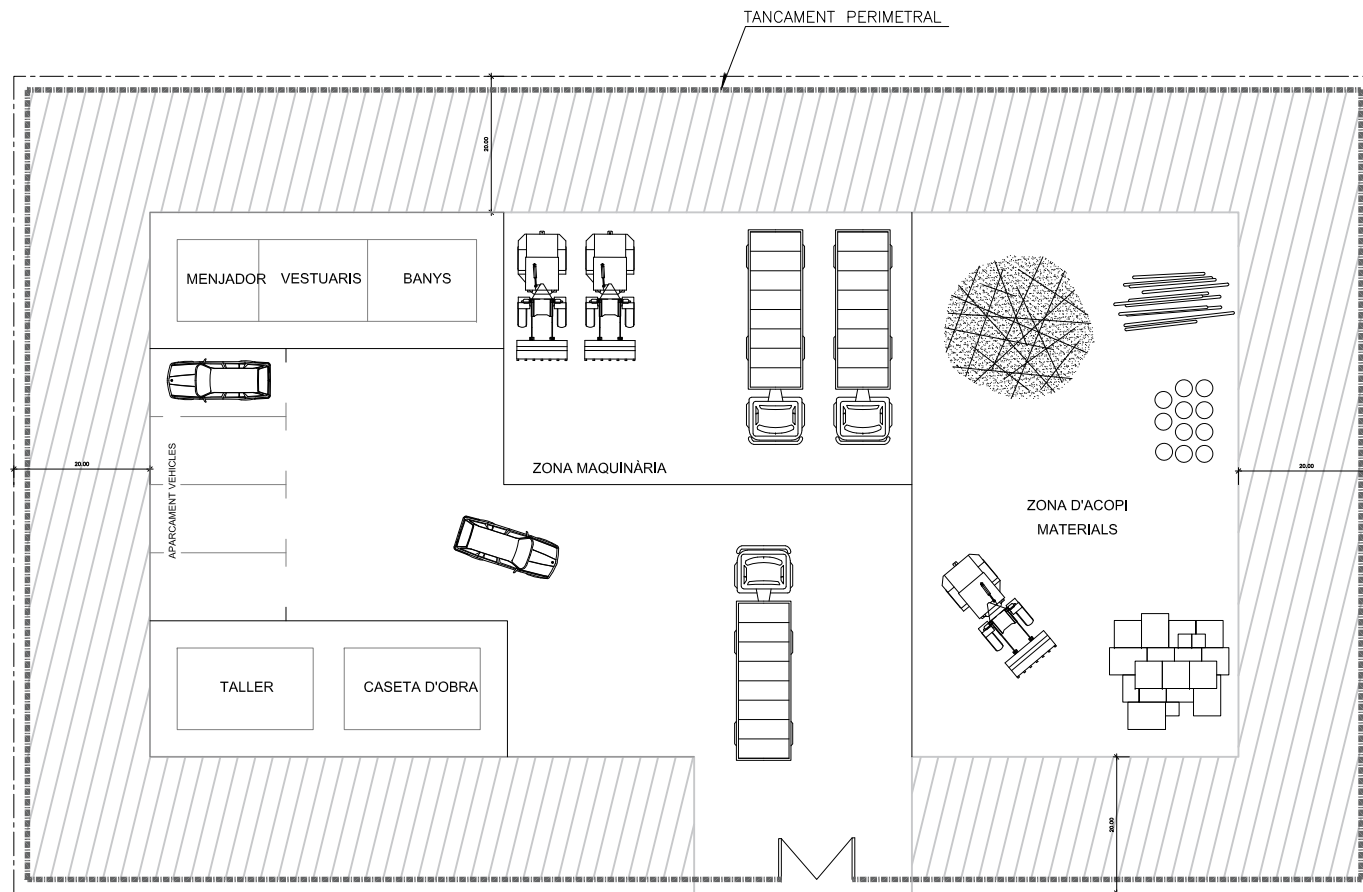 TANCAMENT PERIMETRAL
20.00
MENJADOR
VESTUARIS
BANYS
APARCAMENT VEHICLES
20.00
ZONA MAQUINÀRIA
20.00
ZONA D'ACOPI
MATERIALS
TALLER
CASETA D'OBRA
20.00